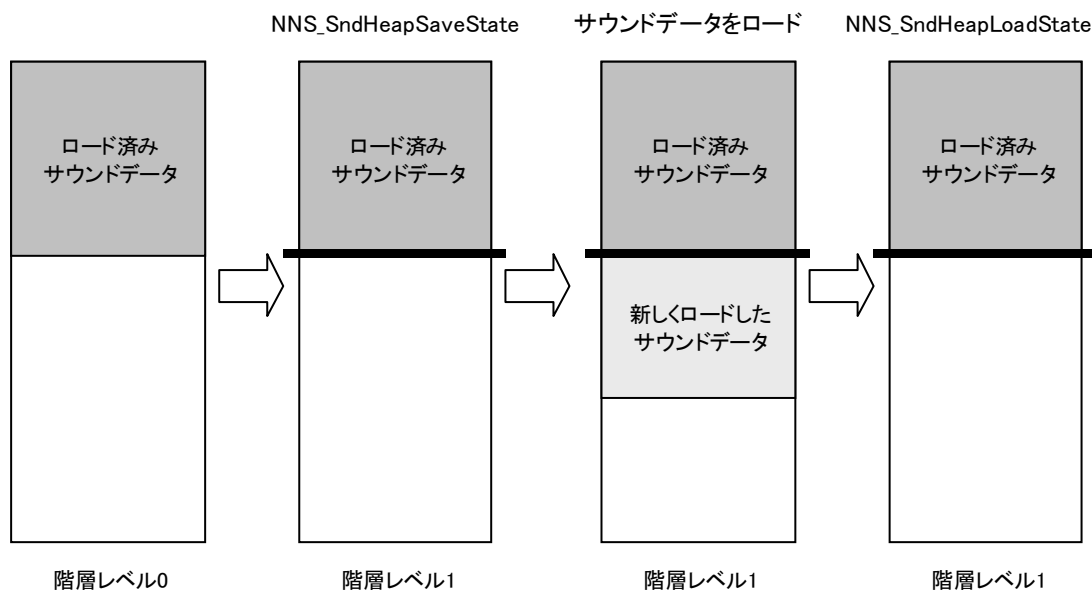 NNS_SndHeapSaveState
サウンドデータをロード
NNS_SndHeapLoadState
ロード済み
サウンドデータ
ロード済み
サウンドデータ
ロード済み
サウンドデータ
ロード済み
サウンドデータ
新しくロードした
サウンドデータ
階層レベル0
階層レベル1
階層レベル1
階層レベル1